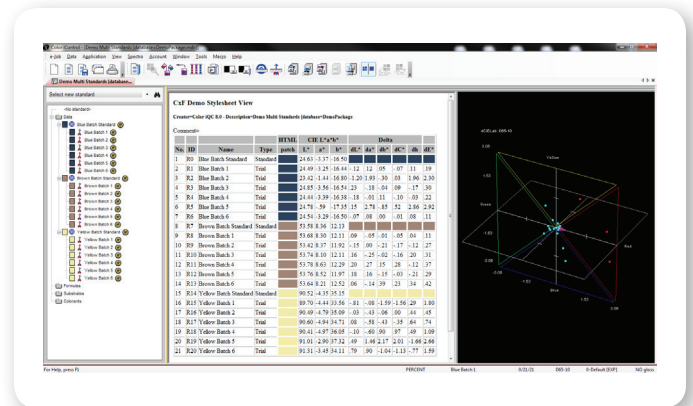 Color iControl - [Demo Multi Standards (database=DemoPackage.mdb)]
e-Job Data Application View Spectra Account Window Tools Macro Help
Demo Multi Standards (database...
Select new standard
<No standard>
Data
Blue Batch Standard
Blue Batch 1
Blue Batch 2
Blue Batch 3
Blue Batch 4
Blue Batch 5
Blue Batch 6
Brown Batch Standard
Brown Batch 1
Brown Batch 2
Brown Batch 3
Brown Batch 4
Brown Batch 5
Brown Batch 6
Yellow Batch Standard
Yellow Batch 1
Yellow Batch 2
Yellow Batch 3
Yellow Batch 4
Yellow Batch 5
Yellow Batch 6
Formulas
Substrates
Colorants
CxF Demo Stylesheet View
Creator=Color iQC 8.0 - Description=Demo Multi Standards (database=DemoPackage
Comment=
HTML CIE L*a*b* Delta
No. ID Name Type patch L* a* b* dL* da* db* dC* dh dE*
1 R0 Blue Batch Standard Standard 24.63 -3.37 -16.50
2 R1 Blue Batch 1 Trial 24.49 -3.25 -16.44 -.12 .12 .05 -.07 .11 .19
3 R2 Blue Batch 2 Trial 23.42 -1.44 -16.80 -1.20 1.93 -.30 .03 1.96 2.30
4 R3 Blue Batch 3 Trial 24.85 -3.56 -16.54 .23 -.18 -.04 .09 -.17 .30
5 R4 Blue Batch 4 Trial 24.44 -3.39 -16.38 -.18 -.01 .11 -.10 -.03 .22
6 R5 Blue Batch 5 Trial 24.78 -.59 -17.35 .15 2.78 -.85 .52 2.86 2.92
7 R6 Blue Batch 6 Trial 24.54 -3.29 -16.50 -.07 .08 .00 -.01 .08 .11
8 R7 Brown Batch Standard Standard 53.58 8.36 12.13
9 R8 Brown Batch 1 Trial 53.68 8.30 12.11 .09 -.05 -.01 -.05 .04 .11
10 R9 Brown Batch 2 Trial 53.42 8.37 11.92 -.15 .00 -.21 -.17 -.12 .27
11 R10 Brown Batch 3 Trial 53.74 8.10 12.11 .16 -.25 -.02 -.16 .20 .31
12 R11 Brown Batch 4 Trial 53.78 8.63 12.29 .20 .27 .15 .28 -.12 .37
13 R12 Brown Batch 5 Trial 53.76 8.52 11.97 .18 .16 -.15 -.03 -.21 .29
14 R13 Brown Batch 6 Trial 53.64 8.21 12.52 .06 -.14 .39 .23 .34 .42
15 R14 Yellow Batch Standard Standard 90.52 -4.35 35.15
16 R15 Yellow Batch 1 Trial 89.70 -4.44 33.56 -.81 -.08 -1.59 -1.56 .29 1.80
17 R16 Yellow Batch 2 Trial 90.49 -4.79 35.09 -.03 -.43 -.06 .00 .44 .45
18 R17 Yellow Batch 3 Trial 90.60 -4.94 34.71 .08 -.58 -.43 -.35 .64 .74
19 R18 Yellow Batch 4 Trial 90.41 -4.97 36.05 -.10 -.60 .90 .97 .49 1.09
20 R19 Yellow Batch 5 Trial 91.01 -2.90 37.32 .49 1.46 2.17 2.01 -1.66 2.66
21 R20 Yellow Batch 6 Trial 91.31 -3.45 34.11 .79 .90 -1.04 -1.13 -.77 1.59
dCIELab D65-10
3.08
Yellow
1.53
Green
Red
-3.08
-1.53
Blue
3.08
For Help, press F1
PERCENT
Blue Batch 1
0/21/21
D65-10
E-Default [EXF]
NO gloss